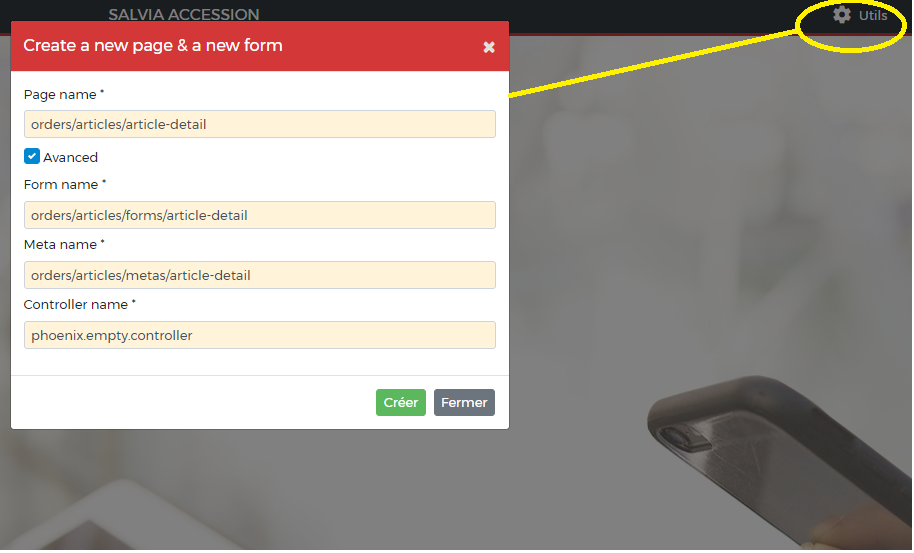 SALVIA ACCESSION
Utils
Create a new page & a new form
Page name *
orders/articles/article-detail
Avanced
Form name *
orders/articles/forms/article-detail
Meta name *
orders/articles/metas/article-detail
Controller name *
phoenix.empty.controller
Créer Fermer